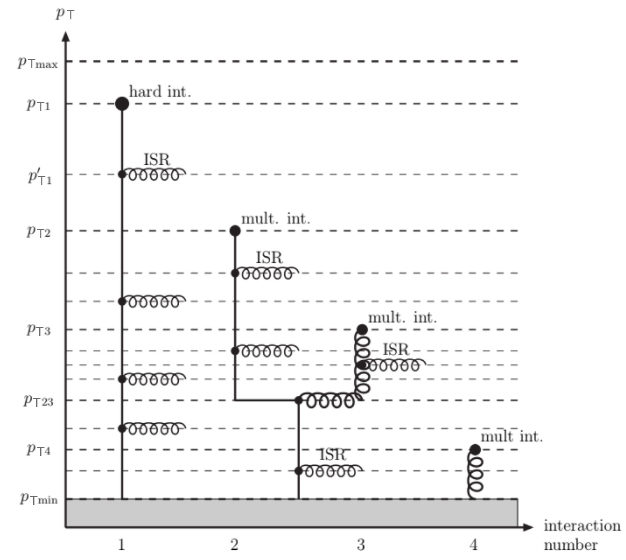 p⊤
p⊤max
hard int.
p⊤1
ISR
p′⊤1
mult. int.
p⊤2
ISR
mult. int.
p⊤3
ISR
p⊤23
mult int.
p⊤4
ISR
p⊤min
interaction
number
1 2 3 4